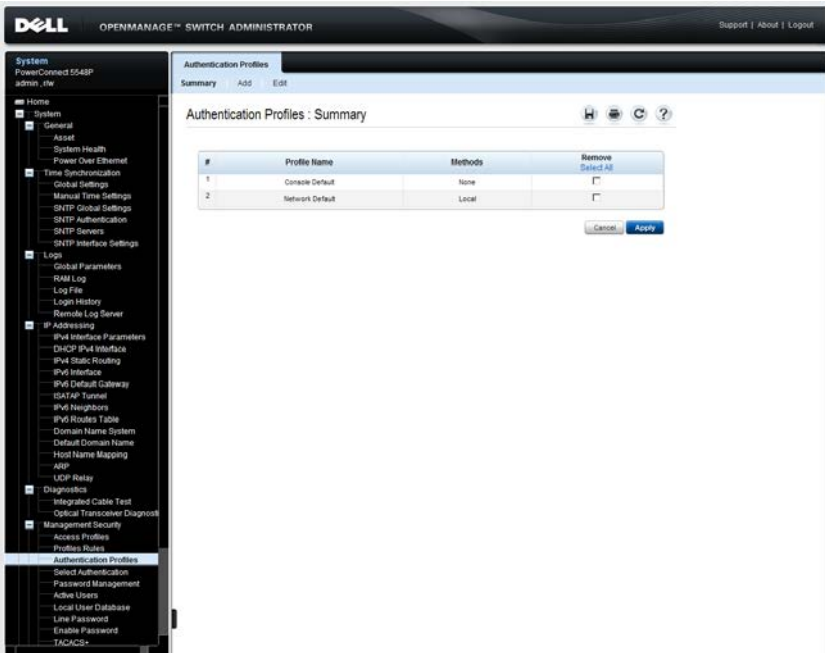 DELL OPENMANAGE™ SWITCH ADMINISTRATOR
Support | About | Logout
System
PowerConnect 5548P
admin , r/w
Home
System
General
Asset
System Health
Power Over Ethernet
Time Synchronization
Global Settings
Manual Time Settings
SNTP Global Settings
SNTP Authentication
SNTP Servers
SNTP Interface Settings
Logs
Global Parameters
RAM Log
Log File
Login History
Remote Log Server
IP Addressing
IPv4 Interface Parameters
DHCP IPv4 Interface
IPv4 Static Routing
IPv6 Interface
IPv6 Default Gateway
ISATAP Tunnel
IPv6 Neighbors
IPv6 Routes Table
Domain Name System
Default Domain Name
Host Name Mapping
ARP
UDP Relay
Diagnostics
Integrated Cable Test
Optical Transceiver Diagnosti
Management Security
Access Profiles
Profiles Rules
Authentication Profiles
Select Authentication
Password Management
Active Users
Local User Database
Line Password
Enable Password
TACACS+
Authentication Profiles
Summary Add Edit
Authentication Profiles : Summary
# Profile Name Methods Remove
Select All
1 Console Default None
2 Network Default Local
Cancel Apply